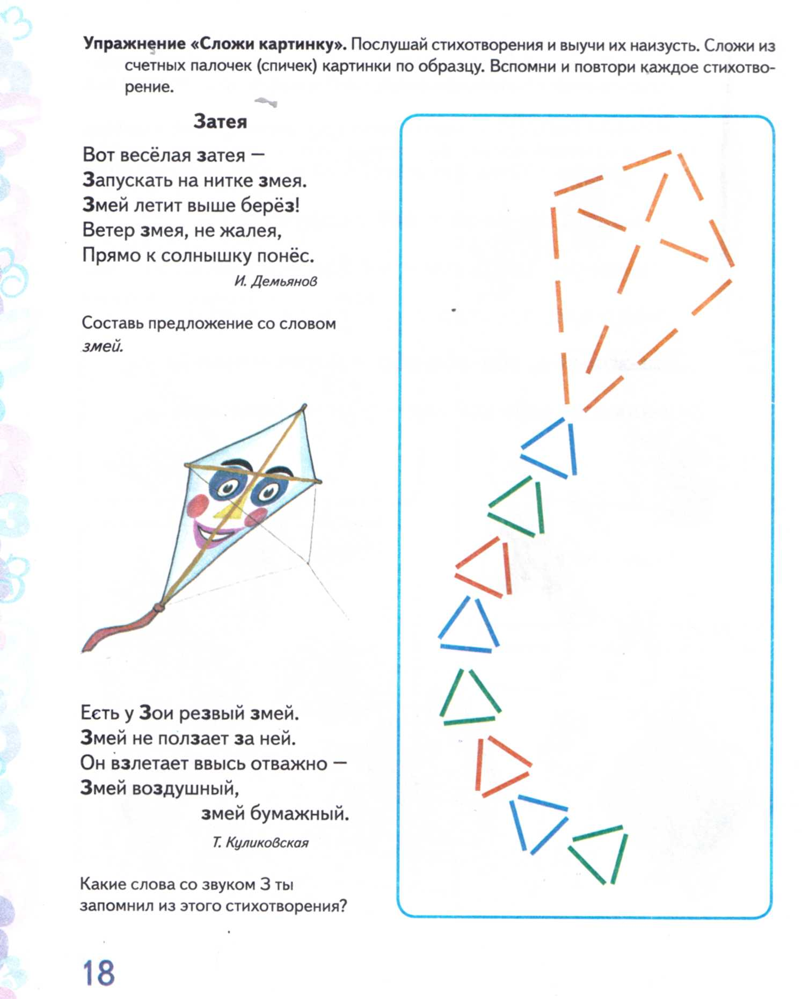 Упражнение «Сложи картинку». Послушай стихотворения и выучи их наизусть. Сложи из
счетных палочек (спичек) картинки по образцу. Вспомни и повтори каждое стихотво-
рение.
Затея
Вот весёлая затея —
Запускать на нитке змея.
Змей летит выше берёз!
Ветер змея, не жалея,
Прямо к солнышку понёс.
И. Демьянов
Составь предложение со словом
змей.
Есть у Зои резвый змей.
Змей не ползает за ней.
Он взлетает ввысь отважно —
Змей воздушный,
змей бумажный.
Т. Куликовская
Какие слова со звуком З ты
запомнил из этого стихотворения?
18